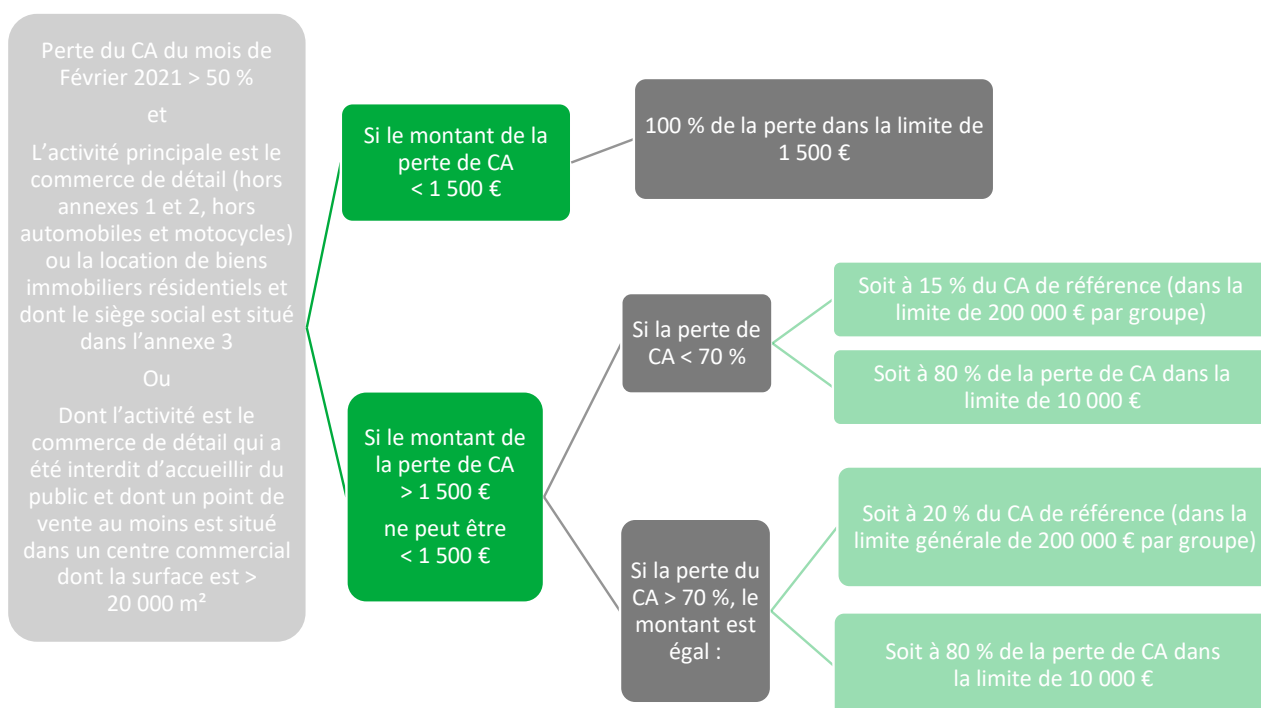 Perte du CA du mois de
Février 2021 > 50 %
et
L’activité principale est le
commerce de détail (hors
annexes 1 et 2, hors
automobiles et motocycles)
ou la location de biens
immobiliers résidentiels et
dont le siège social est situé
dans l’annexe 3
Ou
Dont l’activité est le
commerce de détail qui a
été interdit d’accueillir du
public et dont un point de
vente au moins est situé
dans un centre commercial
dont la surface est >
20 000 m²
Si le montant de la
perte de CA
< 1 500 €
100 % de la perte dans la limite de
1 500 €
Si le montant de
la perte de CA
> 1 500 €
ne peut être
< 1 500 €
Si la perte de
CA < 70 %
Soit à 15 % du CA de référence (dans la
limite de 200 000 € par groupe)
Soit à 80 % de la perte de CA dans la
limite de 10 000 €
Si la perte du
CA > 70 %, le
montant est
égal :
Soit à 20 % du CA de référence (dans la
limite générale de 200 000 € par groupe)
Soit à 80 % de la perte de CA dans
la limite de 10 000 €